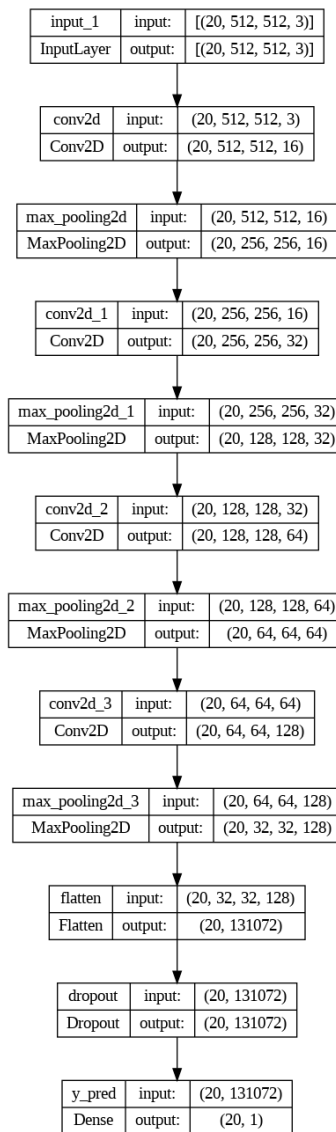 input_1 input: [(20, 512, 512, 3)]
InputLayer output: [(20, 512, 512, 3)]
conv2d input: (20, 512, 512, 3)
Conv2D output: (20, 512, 512, 16)
max_pooling2d input: (20, 512, 512, 16)
MaxPooling2D output: (20, 256, 256, 16)
conv2d_1 input: (20, 256, 256, 16)
Conv2D output: (20, 256, 256, 32)
max_pooling2d_1 input: (20, 256, 256, 32)
MaxPooling2D output: (20, 128, 128, 32)
conv2d_2 input: (20, 128, 128, 32)
Conv2D output: (20, 128, 128, 64)
max_pooling2d_2 input: (20, 128, 128, 64)
MaxPooling2D output: (20, 64, 64, 64)
conv2d_3 input: (20, 64, 64, 64)
Conv2D output: (20, 64, 64, 128)
max_pooling2d_3 input: (20, 64, 64, 128)
MaxPooling2D output: (20, 32, 32, 128)
flatten input: (20, 32, 32, 128)
Flatten output: (20, 131072)
dropout input: (20, 131072)
Dropout output: (20, 131072)
y_pred input: (20, 131072)
Dense output: (20, 1)